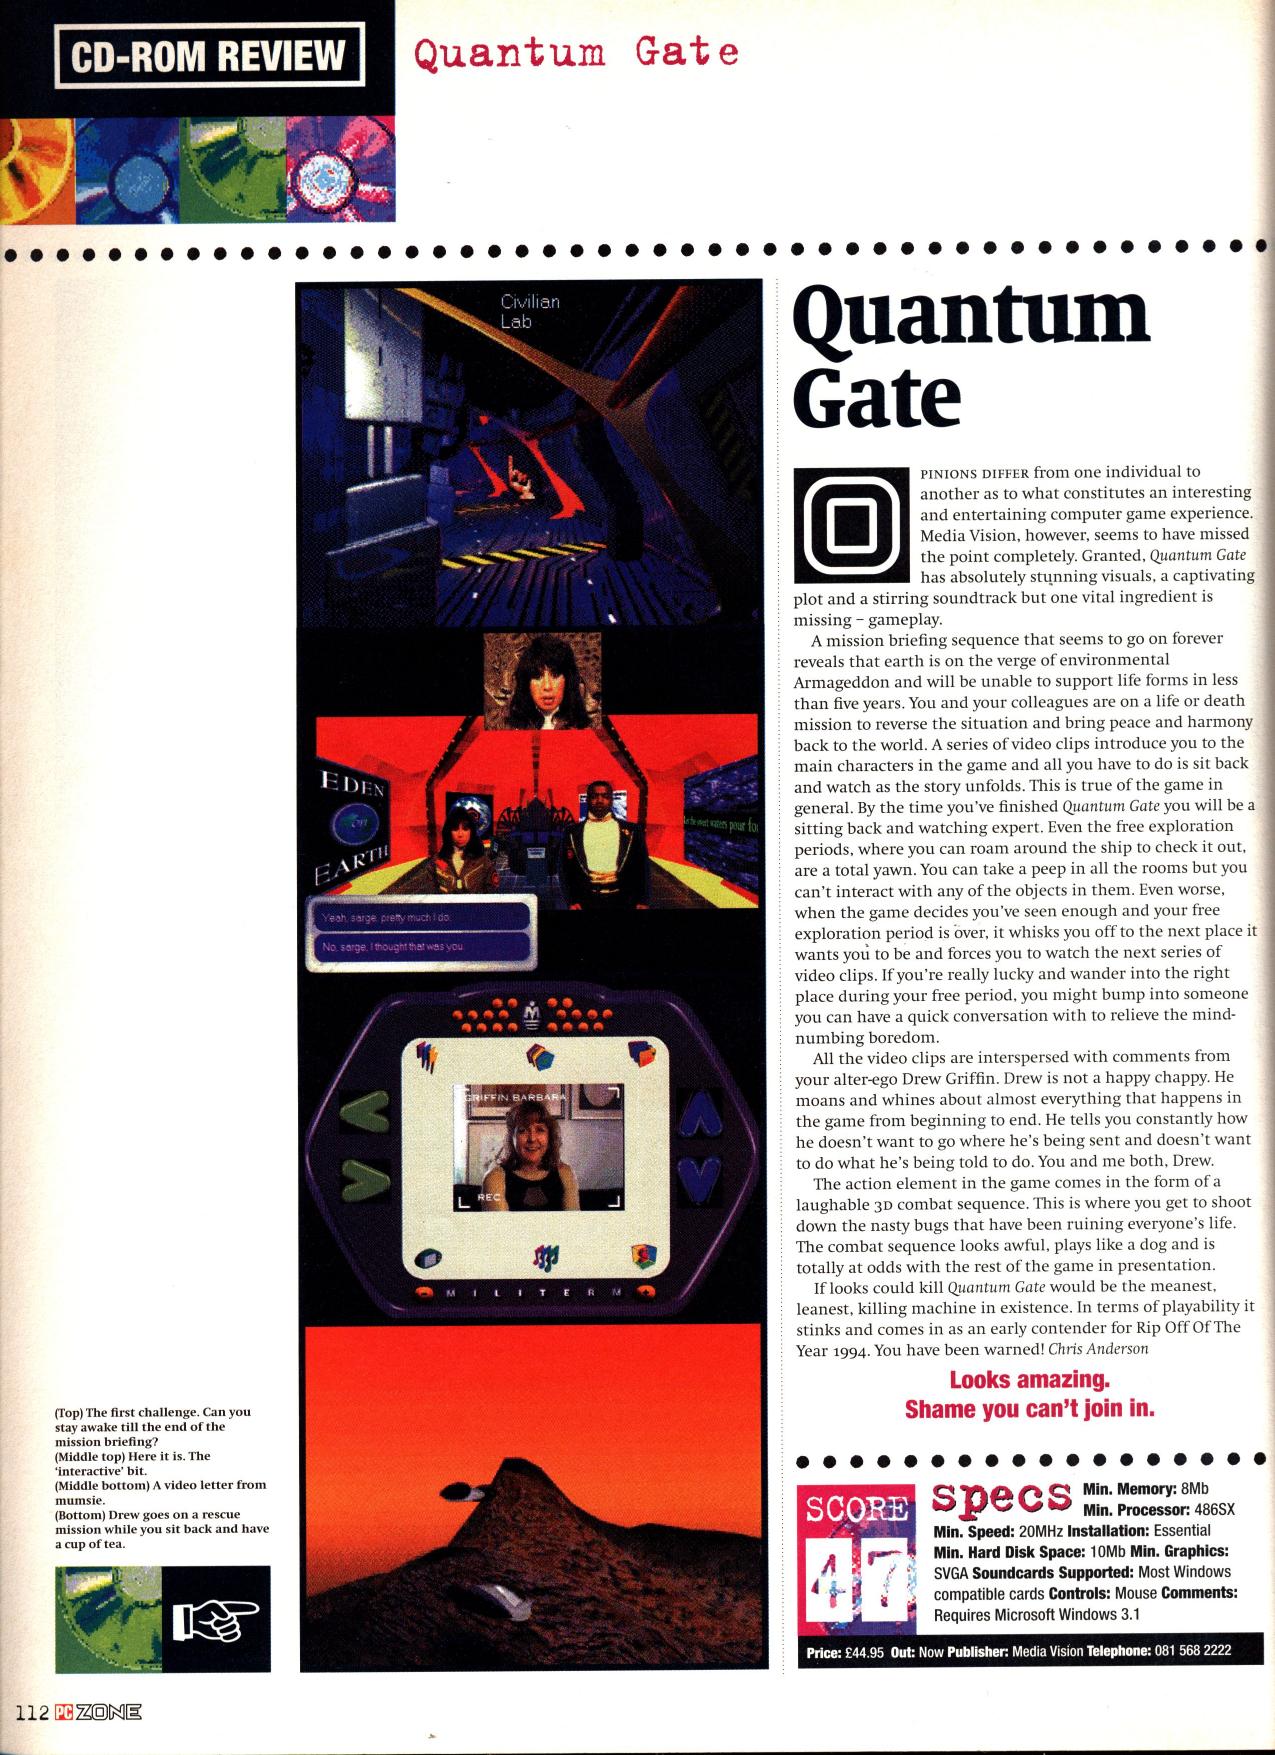 CD-ROM REVIEW
Quantum Gate
Civilian
Lab
EDEN
EARTH
Yeah, sarge, pretty much I do.
No, sarge, I thought that was you.
GRIFFIN BARBARA
REC
MILITERM
(Top) The first challenge. Can you
stay awake till the end of the
mission briefing?
(Middle top) Here it is. The
'interactive' bit.
(Middle bottom) A video letter from
mumsie.
(Bottom) Drew goes on a rescue
mission while you sit back and have
a cup of tea.
Quantum
Gate
OPINIONS DIFFER from one individual to
another as to what constitutes an interesting
and entertaining computer game experience.
Media Vision, however, seems to have missed
the point completely. Granted, Quantum Gate
has absolutely stunning visuals, a captivating
plot and a stirring soundtrack but one vital ingredient is
missing – gameplay.
A mission briefing sequence that seems to go on forever
reveals that earth is on the verge of environmental
Armageddon and will be unable to support life forms in less
than five years. You and your colleagues are on a life or death
mission to reverse the situation and bring peace and harmony
back to the world. A series of video clips introduce you to the
main characters in the game and all you have to do is sit back
and watch as the story unfolds. This is true of the game in
general. By the time you've finished Quantum Gate you will be a
sitting back and watching expert. Even the free exploration
periods, where you can roam around the ship to check it out,
are a total yawn. You can take a peep in all the rooms but you
can't interact with any of the objects in them. Even worse,
when the game decides you've seen enough and your free
exploration period is over, it whisks you off to the next place it
wants you to be and forces you to watch the next series of
video clips. If you're really lucky and wander into the right
place during your free period, you might bump into someone
you can have a quick conversation with to relieve the mind-
numbing boredom.
All the video clips are interspersed with comments from
your alter-ego Drew Griffin. Drew is not a happy chappy. He
moans and whines about almost everything that happens in
the game from beginning to end. He tells you constantly how
he doesn't want to go where he's being sent and doesn't want
to do what he's being told to do. You and me both, Drew.
The action element in the game comes in the form of a
laughable 3D combat sequence. This is where you get to shoot
down the nasty bugs that have been ruining everyone's life.
The combat sequence looks awful, plays like a dog and is
totally at odds with the rest of the game in presentation.
If looks could kill Quantum Gate would be the meanest,
leanest, killing machine in existence. In terms of playability it
stinks and comes in as an early contender for Rip Off Of The
Year 1994. You have been warned! Chris Anderson
Looks amazing.
Shame you can't join in.
SCORE
47
specs
Min. Memory: 8Mb
Min. Processor: 486SX
Min. Speed: 20MHz Installation: Essential
Min. Hard Disk Space: 10Mb Min. Graphics:
SVGA Soundcards Supported: Most Windows
compatible cards Controls: Mouse Comments:
Requires Microsoft Windows 3.1
Price: £44.95 Out: Now Publisher: Media Vision Telephone: 081 568 2222
112 PC ZONE